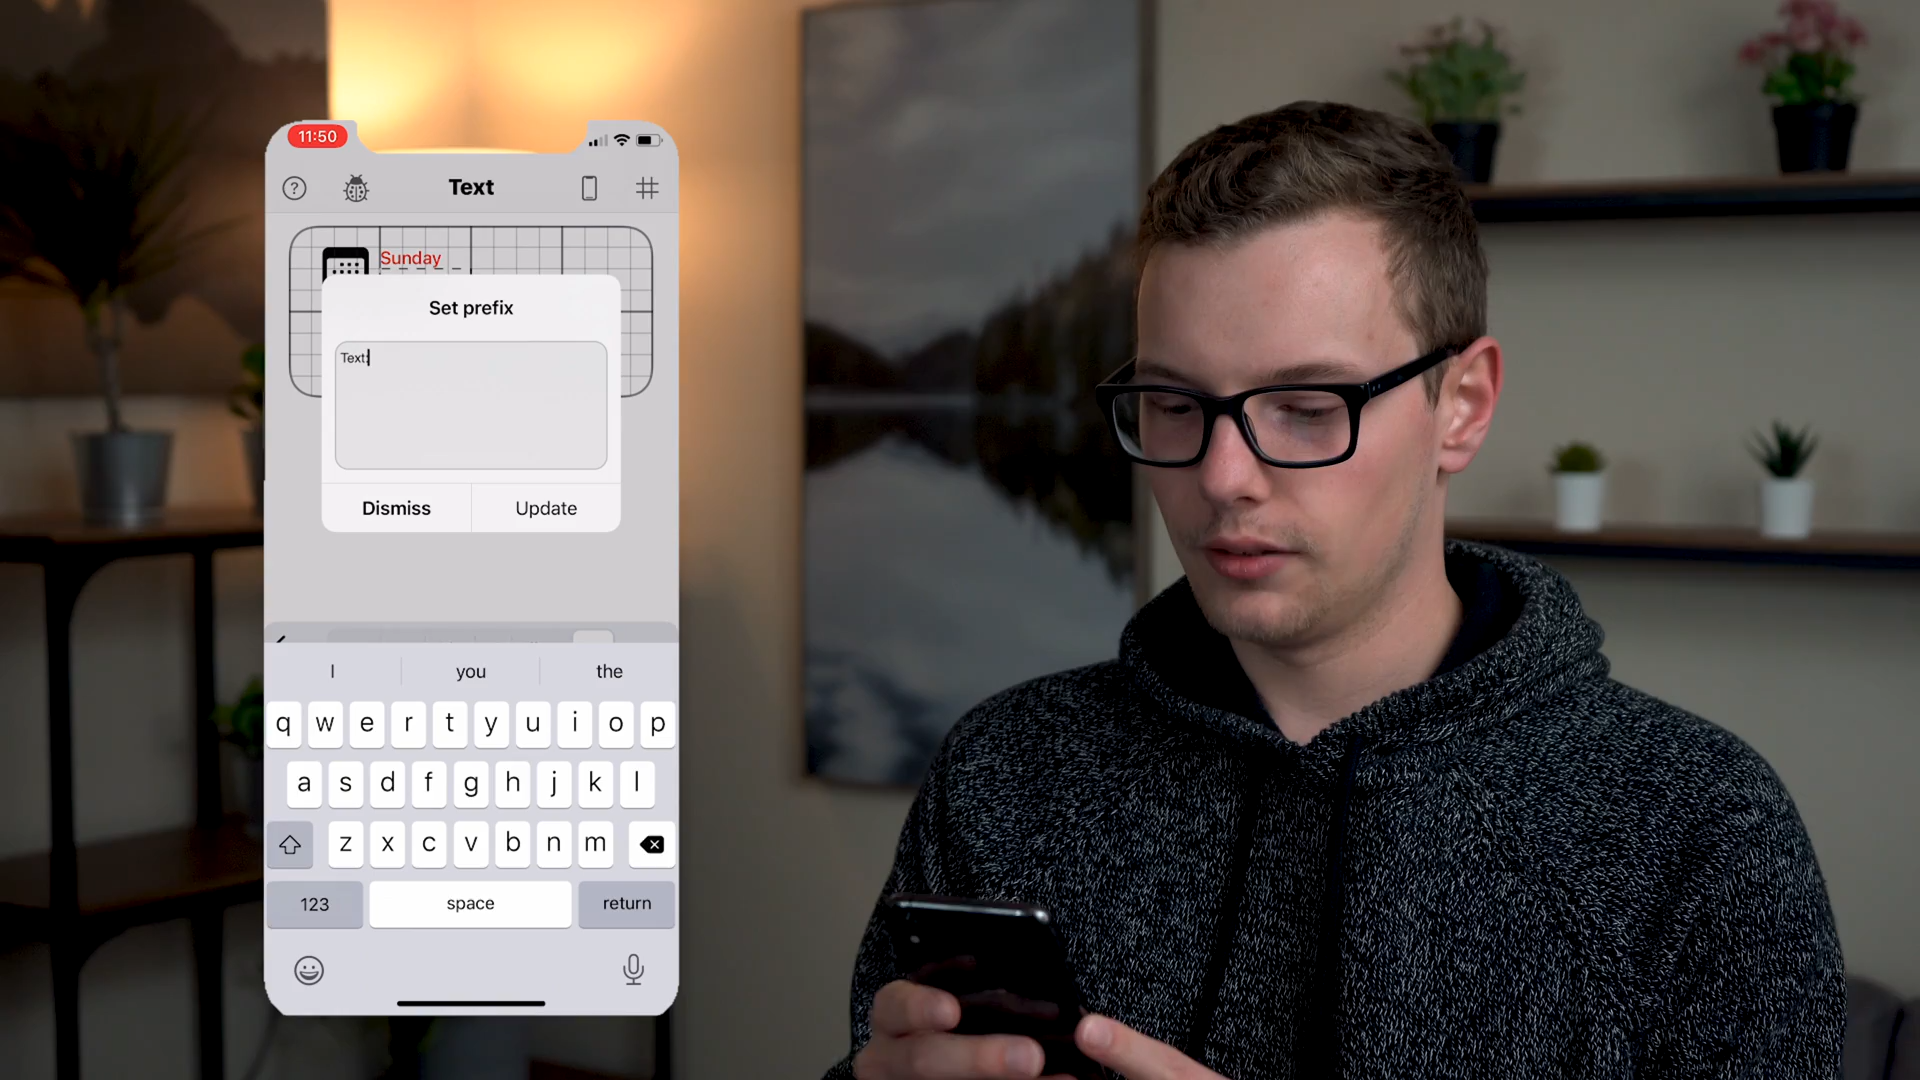 11:50
Text
Sunday
Set prefix
Text:
Dismiss
Update
I
you
the
q w e r t y u i o p
a s d f g h j k l
z x c v b n m
123
space
return